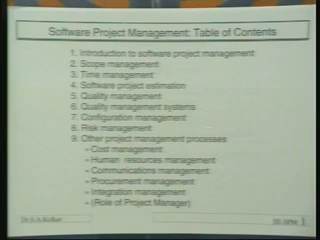 Software Project Management: Table of Contents
1. Introduction to software project management
2. Scope management
3. Time management
4. Software project estimation
5. Quality management
6. Quality management systems
7. Configuration management
8. Risk management
9. Other project management processes
- Cost management
- Human resources management
- Communications management
- Procurement management
- Integration management
- (Role of Project Manager)
1